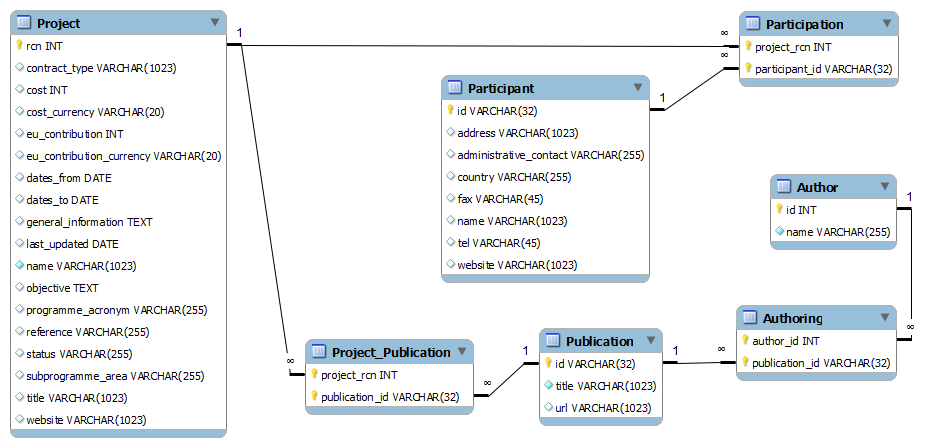 Project
rcn INT
contract_type VARCHAR(1023)
cost INT
cost_currency VARCHAR(20)
eu_contribution INT
eu_contribution_currency VARCHAR(20)
dates_from DATE
dates_to DATE
general_information TEXT
last_updated DATE
name VARCHAR(1023)
objective TEXT
programme_acronym VARCHAR(255)
reference VARCHAR(255)
status VARCHAR(255)
subprogramme_area VARCHAR(255)
title VARCHAR(1023)
website VARCHAR(1023)
1
∞
Participation
project_rcn INT
participant_id VARCHAR(32)
∞
1
Participant
id VARCHAR(32)
address VARCHAR(1023)
administrative_contact VARCHAR(255)
country VARCHAR(255)
fax VARCHAR(45)
name VARCHAR(1023)
tel VARCHAR(45)
website VARCHAR(1023)
Author
id INT
name VARCHAR(255)
1
∞
Project_Publication
project_rcn INT
publication_id VARCHAR(32)
∞
∞
1
Publication
id VARCHAR(32)
title VARCHAR(1023)
url VARCHAR(1023)
1
∞
Authoring
author_id INT
publication_id VARCHAR(32)